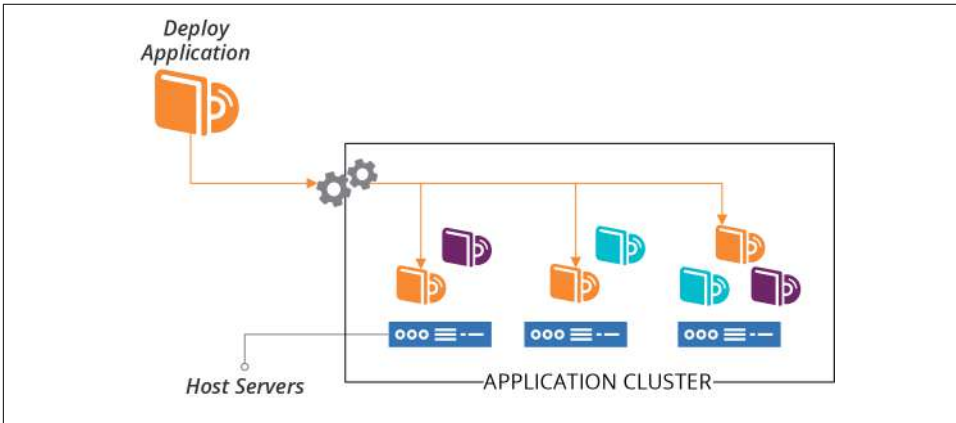 Deploy
Application
Host Servers
APPLICATION CLUSTER